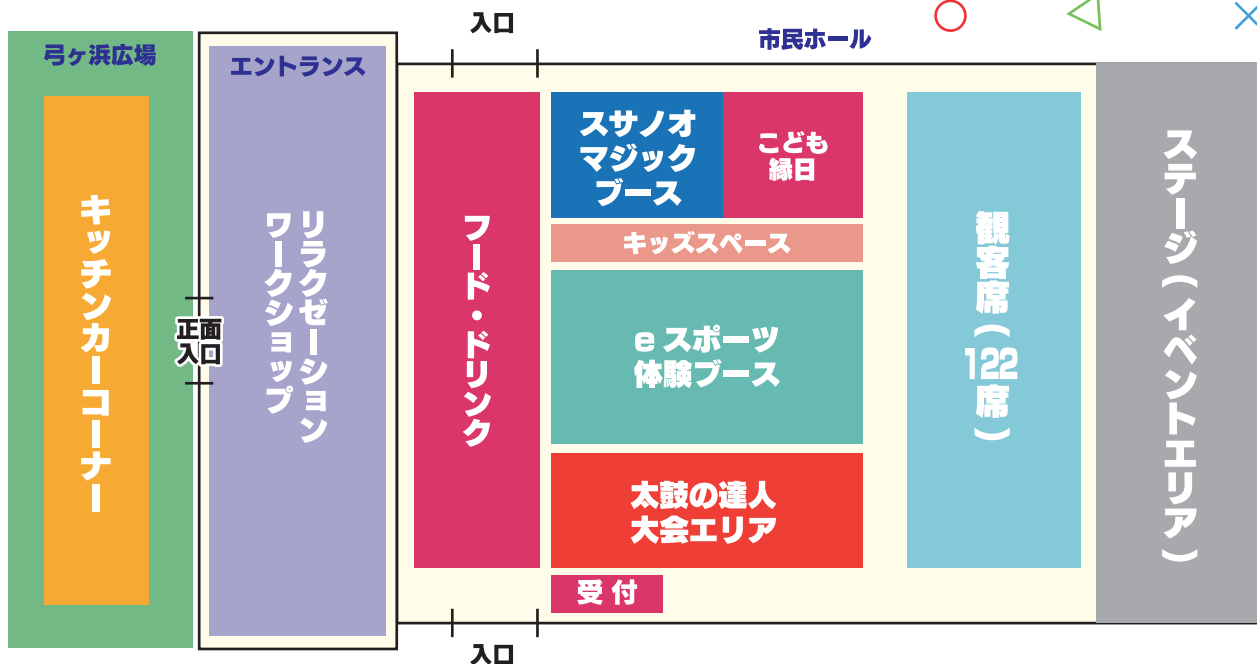 入口
市民ホール
弓ヶ浜広場
エントランス
キッチンカーコーナー
正面
入口
リラクゼーション
ワークショップ
フード・ドリンク
スサノオ
マジック
ブース
こども
縁日
キッズスペース
eスポーツ
体験ブース
太鼓の達人
大会エリア
受付
観客席(122席)
ステージ(イベントエリア)
入口